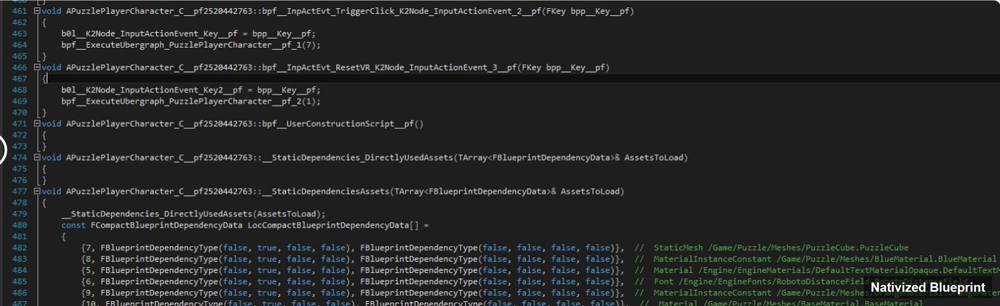 461 void APuzzlePlayerCharacter_C__pf2520442763::bpf__InpActEvt_TriggerClick_K2Node_InputActionEvent_2__pf(FKey bpp__Key__pf)
462 {
463 b0l__K2Node_InputActionEvent_Key__pf = bpp__Key__pf;
464 bpf__ExecuteUbergraph_PuzzlePlayerCharacter__pf_1(7);
465 }
466 void APuzzlePlayerCharacter_C__pf2520442763::bpf__InpActEvt_ResetVR_K2Node_InputActionEvent_3__pf(FKey bpp__Key__pf)
467 {
468 b0l__K2Node_InputActionEvent_Key2__pf = bpp__Key__pf;
469 bpf__ExecuteUbergraph_PuzzlePlayerCharacter__pf_2(1);
470 }
471 void APuzzlePlayerCharacter_C__pf2520442763::bpf__UserConstructionScript__pf()
472 {
473 }
474 void APuzzlePlayerCharacter_C__pf2520442763::__StaticDependencies_DirectlyUsedAssets(TArray<FBlueprintDependencyData>& AssetsToLoad)
475 {
476 }
477 void APuzzlePlayerCharacter_C__pf2520442763::__StaticDependenciesAssets(TArray<FBlueprintDependencyData>& AssetsToLoad)
478 {
479 __StaticDependencies_DirectlyUsedAssets(AssetsToLoad);
480 const FCompactBlueprintDependencyData LocCompactBlueprintDependencyData[] =
481 {
482 {7, FBlueprintDependencyType(false, true, false, false), FBlueprintDependencyType(false, false, false, false)}, // StaticMesh /Game/Puzzle/Meshes/PuzzleCube.PuzzleCube
483 {8, FBlueprintDependencyType(false, true, false, false), FBlueprintDependencyType(false, false, false, false)}, // MaterialInstanceConstant /Game/Puzzle/Meshes/BlueMaterial.BlueMaterial
484 {5, FBlueprintDependencyType(false, true, false, false), FBlueprintDependencyType(false, false, false, false)}, // Material /Engine/EngineMaterials/DefaultTextMaterialOpaque.DefaultTextM
485 {6, FBlueprintDependencyType(false, true, false, false), FBlueprintDependencyType(false, false, false, false)}, // Font /Engine/EngineFonts/RobotoDistanceField.RobotoDistanceField
486 {9, FBlueprintDependencyType(false, true, false, false), FBlueprintDependencyType(false, false, false, false)}, // MaterialInstanceConstant /Game/Puzzle/Meshes/OrangeMaterial.OrangeMater
487 {10, FBlueprintDependencyType(false, true, false, false), FBlueprintDependencyType(false, false, false, false)}, // Material /Game/Puzzle/Meshes/BaseMaterial.BaseMaterial
Nativized Blueprint